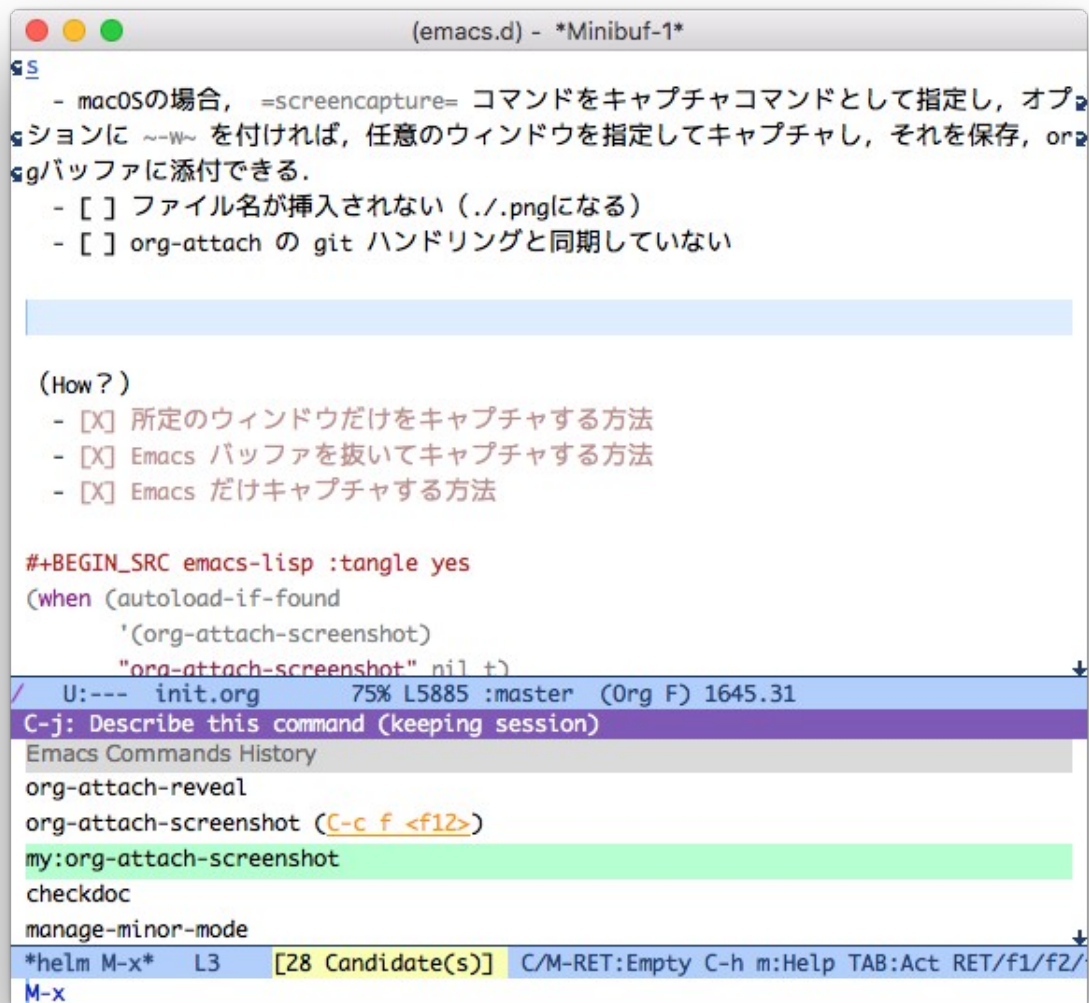 (emacs.d) - *Minibuf-1*
s
- macOSの場合， =screencapture= コマンドをキャプチャコマンドとして指定し，オプ
ションに ~-w~ を付ければ，任意のウィンドウを指定してキャプチャし，それを保存，or
gバッファに添付できる．
- [ ] ファイル名が挿入されない（./.pngになる）
- [ ] org-attach の git ハンドリングと同期していない
（How？）
- [X] 所定のウィンドウだけをキャプチャする方法
- [X] Emacs バッファを抜いてキャプチャする方法
- [X] Emacs だけキャプチャする方法
#+BEGIN_SRC emacs-lisp :tangle yes
(when (autoload-if-found
'(org-attach-screenshot)
"org-attach-screenshot" nil t)
/ U:--- init.org 75% L5885 :master (Org F) 1645.31
C-j: Describe this command (keeping session)
Emacs Commands History
org-attach-reveal
org-attach-screenshot (C-c f <f12>)
my:org-attach-screenshot
checkdoc
manage-minor-mode
*helm M-x* L3 [28 Candidate(s)] C/M-RET:Empty C-h m:Help TAB:Act RET/f1/f2/
M-x